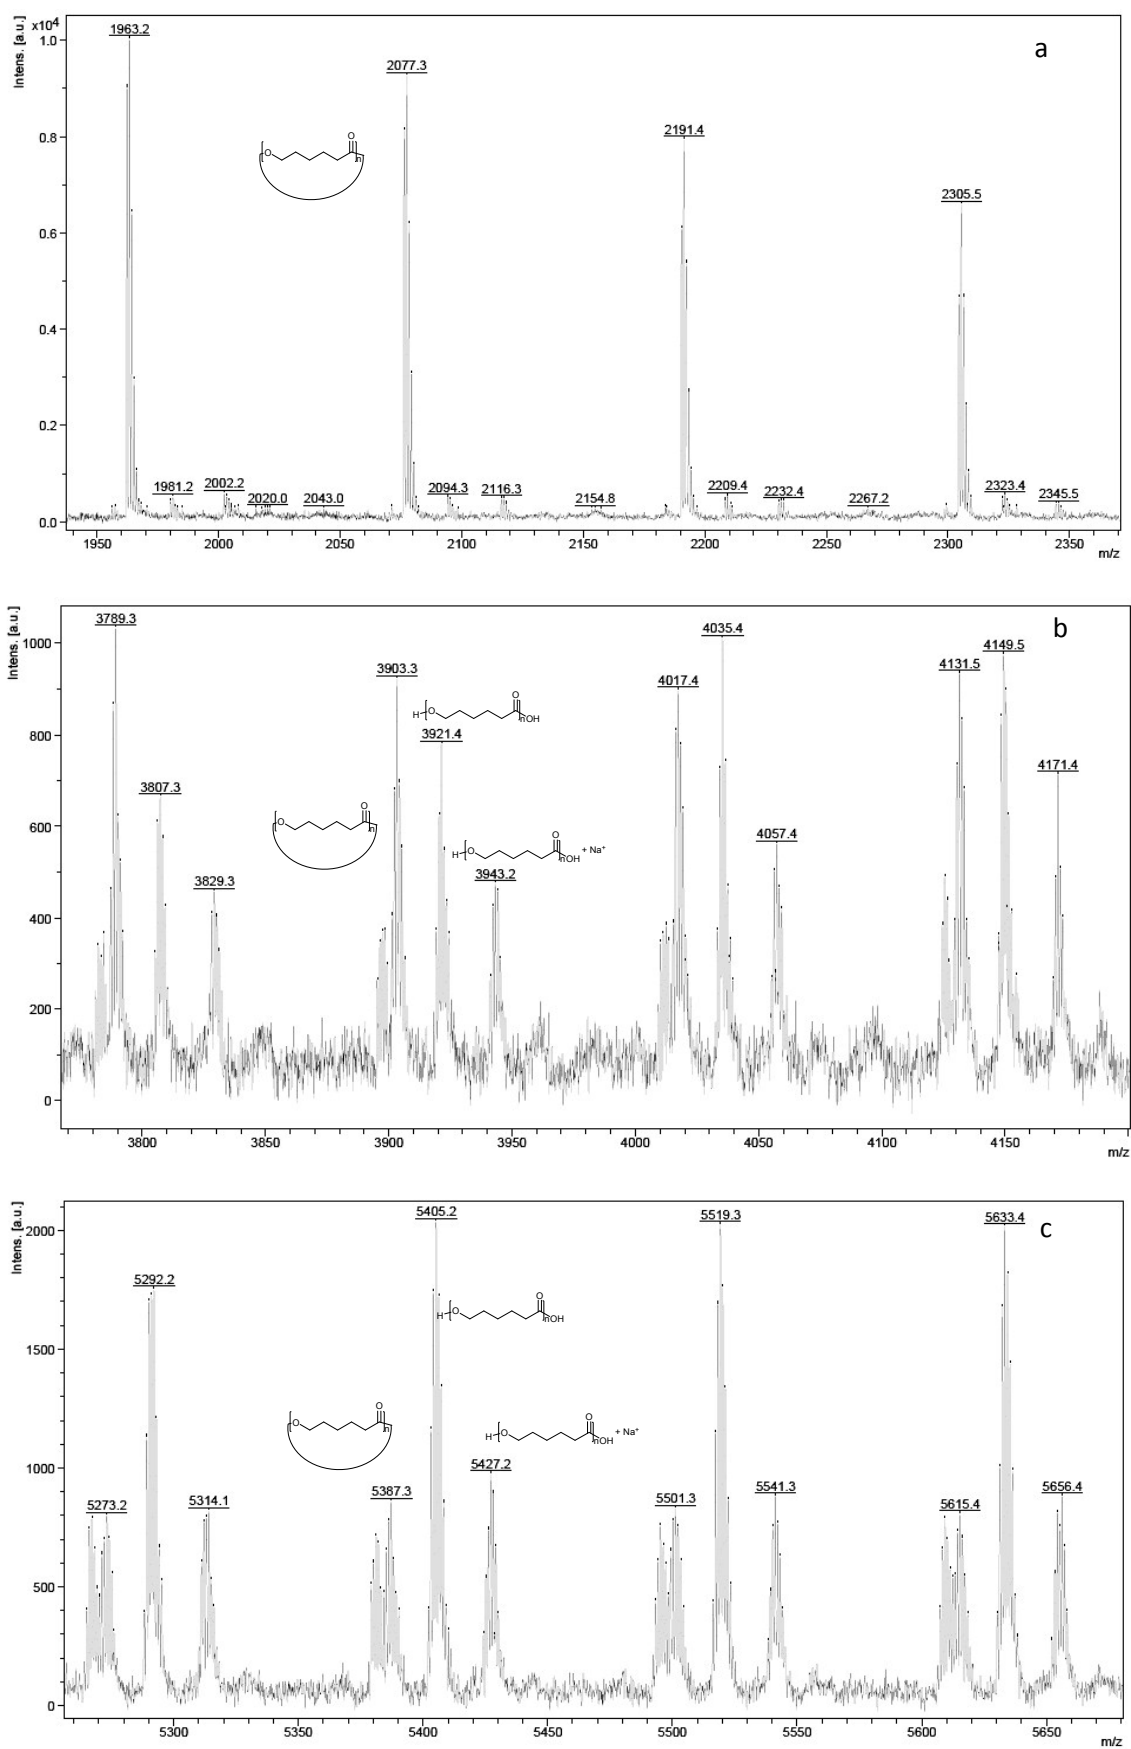 Intens. [a.u.]
x10⁴
a
1963.2
2077.3
2191.4
2305.5
1.0
0.8
0.6
0.4
0.2
0.0
O
O
n
1981.2
2002.2
2020.0
2043.0
2094.3
2116.3
2154.8
2209.4
2232.4
2267.2
2323.4
2345.5
1950 2000 2050 2100 2150 2200 2250 2300 2350
m/z
Intens. [a.u.]
b
3789.3
3807.3
3829.3
3903.3
3921.4
3943.2
4017.4
4035.4
4057.4
4131.5
4149.5
4171.4
1000
800
600
400
200
0
H O O n OH
O O n
H O O n OH + Na⁺
3800 3850 3900 3950 4000 4050 4100 4150
m/z
Intens. [a.u.]
c
5273.2
5292.2
5314.1
5387.3
5405.2
5427.2
5501.3
5519.3
5541.3
5615.4
5633.4
5656.4
2000
1500
1000
500
0
H O O n OH
O O n
H O O n OH + Na⁺
5300 5350 5400 5450 5500 5550 5600 5650
m/z